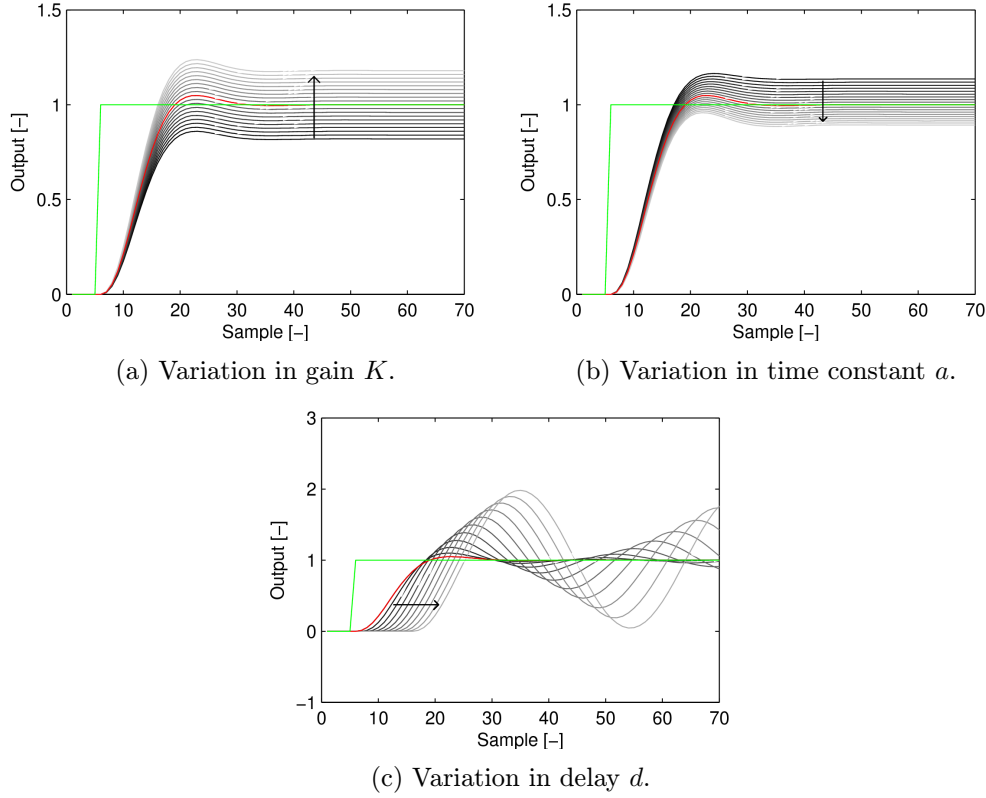 1.5
1
0.5
0
Output [−]
0 10 20 30 40 50 60 70
Sample [−]
(a) Variation in gain K.
1.5
1
0.5
0
Output [−]
0 10 20 30 40 50 60 70
Sample [−]
(b) Variation in time constant a.
3
2
1
0
−1
Output [−]
0 10 20 30 40 50 60 70
Sample [−]
(c) Variation in delay d.